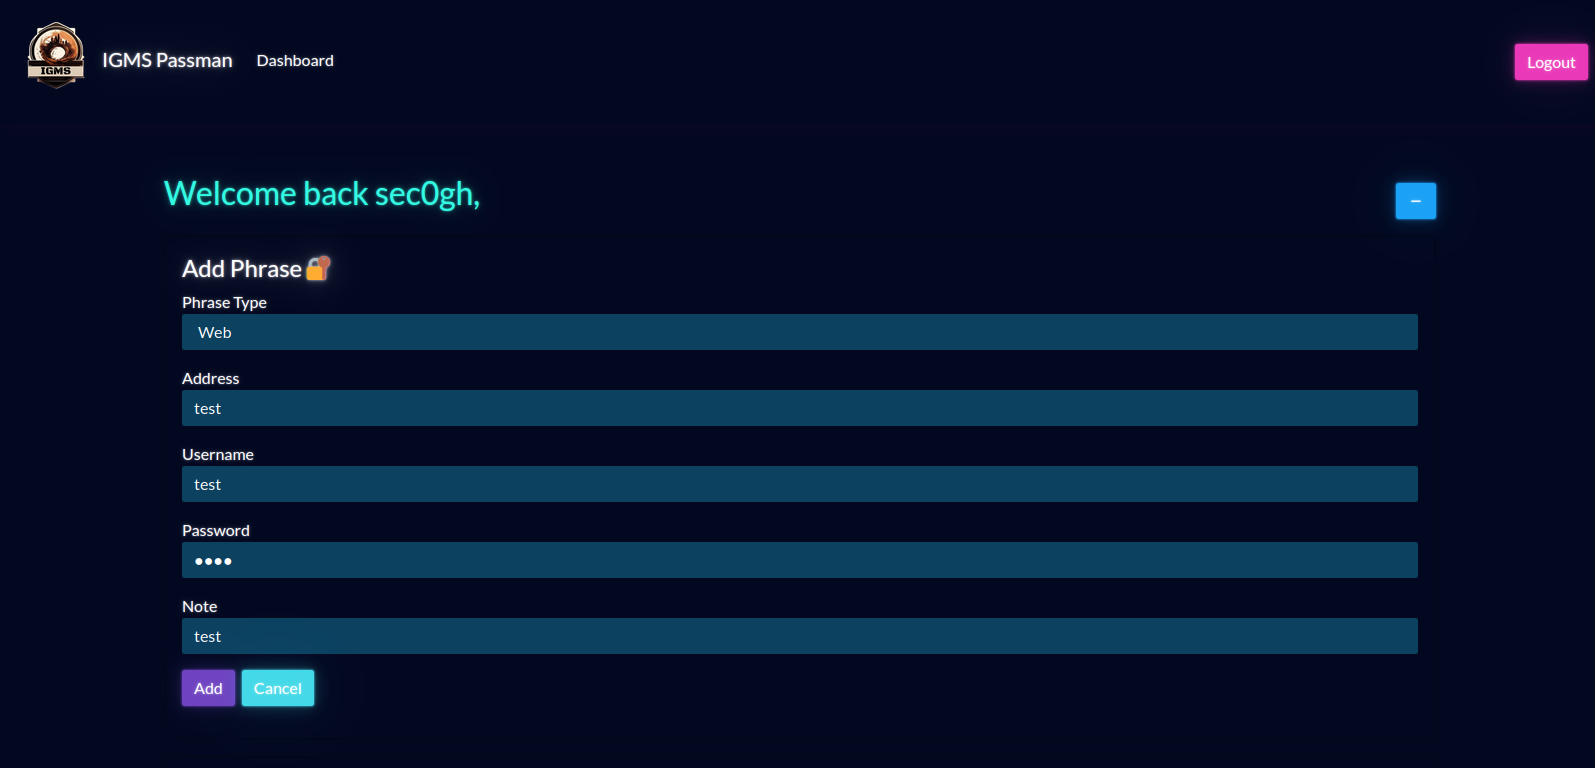 IGMS
IGMS Passman Dashboard Logout
Welcome back sec0gh,
–
Add Phrase
Phrase Type
Web
Address
test
Username
test
Password
••••
Note
test
Add Cancel